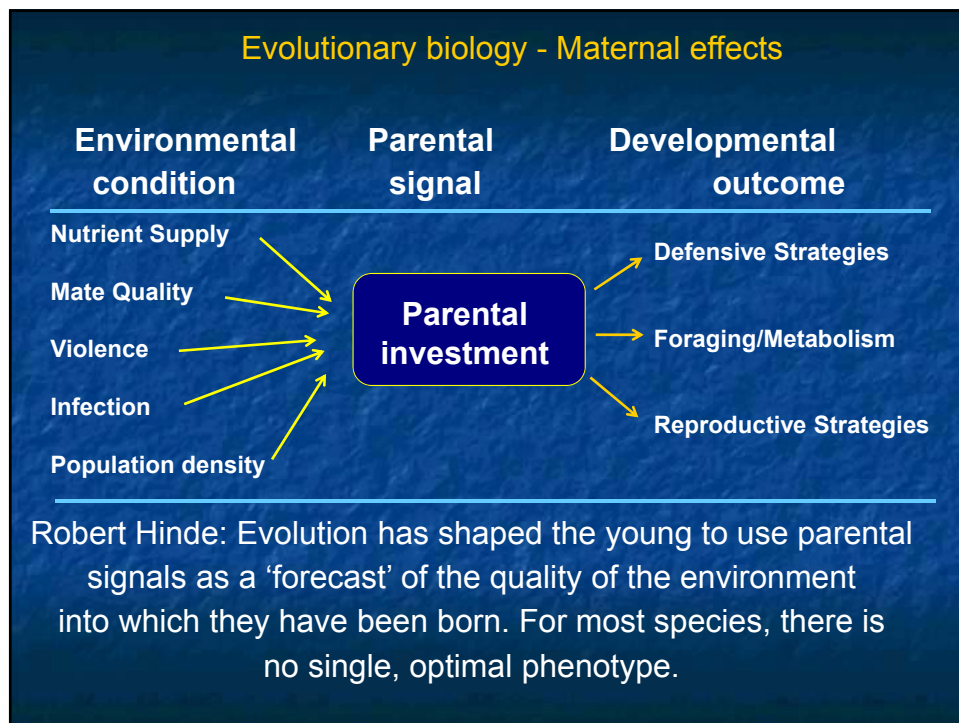 Evolutionary biology - Maternal effects
Environmental condition
Parental signal
Developmental outcome
Nutrient Supply
Mate Quality
Violence
Infection
Population density
Parental
investment
Defensive Strategies
Foraging/Metabolism
Reproductive Strategies
Robert Hinde: Evolution has shaped the young to use parental
signals as a ‘forecast’ of the quality of the environment
into which they have been born. For most species, there is
no single, optimal phenotype.